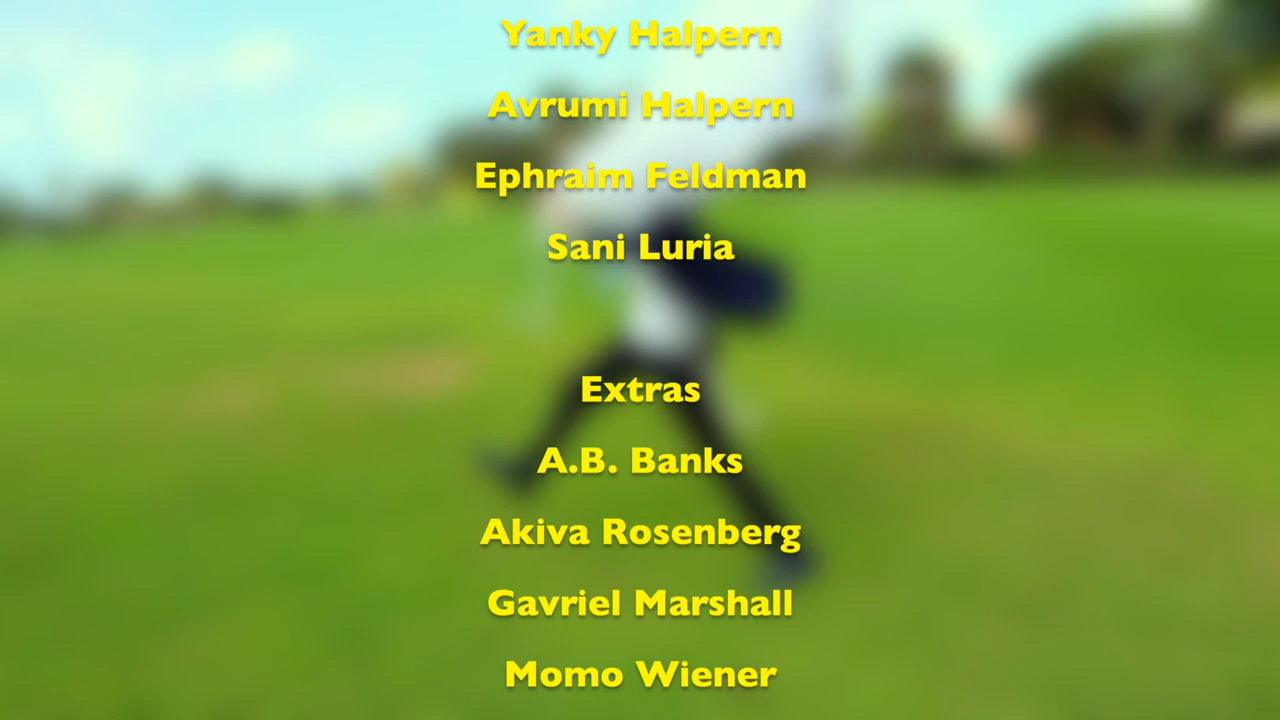 Yanky Halpern
Avrumi Halpern
Ephraim Feldman
Sani Luria
Extras
A.B. Banks
Akiva Rosenberg
Gavriel Marshall
Momo Wiener